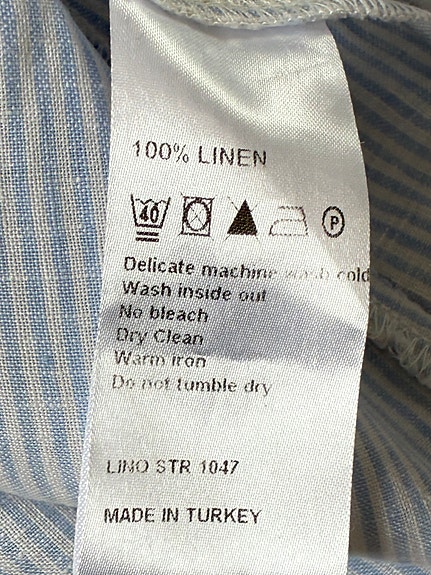 100% LINEN
40 P
Delicate machine wash cold
Wash inside out
No bleach
Dry Clean
Warm iron
Do not tumble dry
LINO STR 1047
MADE IN TURKEY